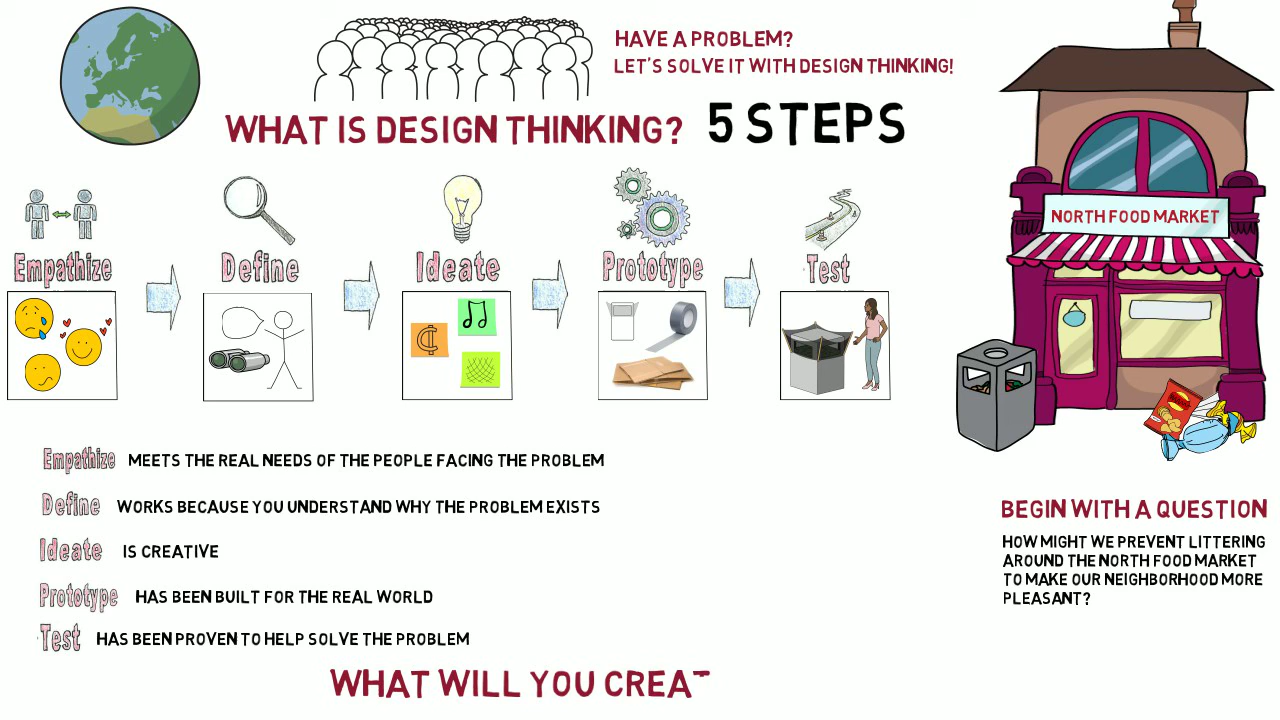 HAVE A PROBLEM?
LET'S SOLVE IT WITH DESIGN THINKING!
WHAT IS DESIGN THINKING? 5 STEPS
NORTH FOOD MARKET
Empathize
Define
Ideate
Prototype
Test
Empathize MEETS THE REAL NEEDS OF THE PEOPLE FACING THE PROBLEM
Define WORKS BECAUSE YOU UNDERSTAND WHY THE PROBLEM EXISTS
Ideate IS CREATIVE
Prototype HAS BEEN BUILT FOR THE REAL WORLD
Test HAS BEEN PROVEN TO HELP SOLVE THE PROBLEM
WHAT WILL YOU CREA
BEGIN WITH A QUESTION
HOW MIGHT WE PREVENT LITTERING
AROUND THE NORTH FOOD MARKET
TO MAKE OUR NEIGHBORHOOD MORE
PLEASANT?